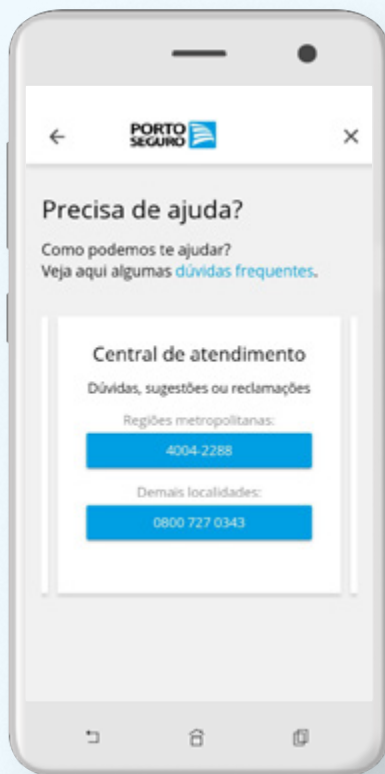 PORTO
SEGURO
Precisa de ajuda?
Como podemos te ajudar?
Veja aqui algumas dúvidas frequentes.
Central de atendimento
Dúvidas, sugestões ou reclamações
Regiões metropolitanas:
4004-2288
Demais localidades:
0800 727 0343